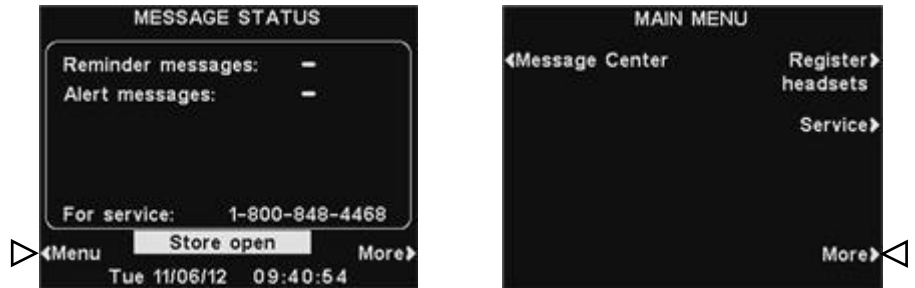 MESSAGE STATUS
Reminder messages: –
Alert messages: –
For service: 1-800-848-4468
Store open
Menu More
Tue 11/06/12 09:40:54
MAIN MENU
Message Center Register
headsets
Service
More